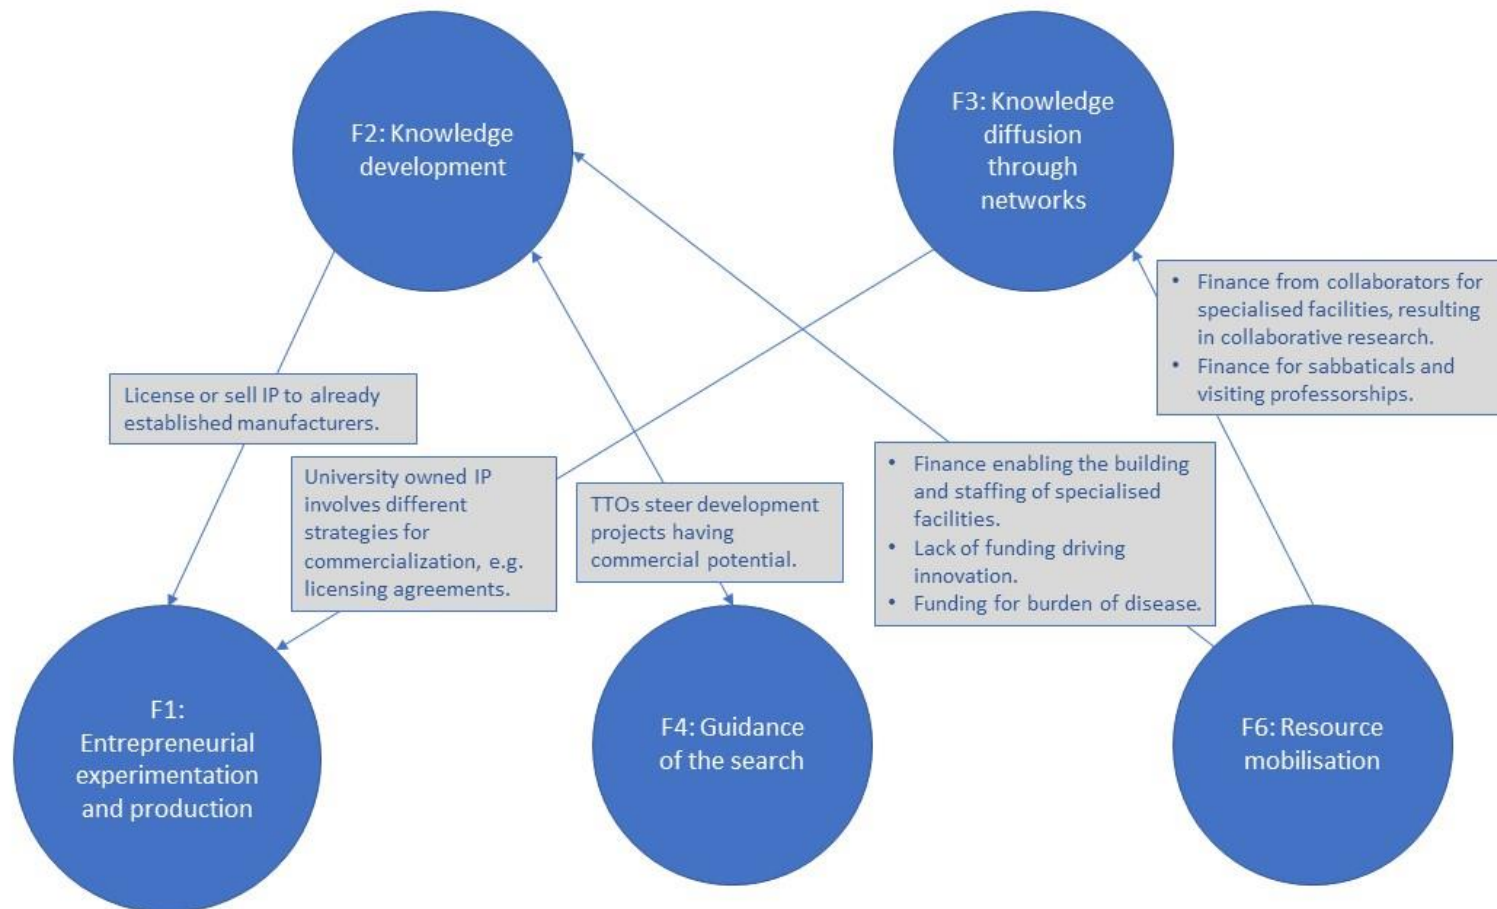 F2: Knowledge
development
F3: Knowledge
diffusion
through
networks
• Finance from collaborators for
specialised facilities, resulting
in collaborative research.
• Finance for sabbaticals and
visiting professorships.
License or sell IP to already
established manufacturers.
University owned IP
involves different
strategies for
commercialization, e.g.
licensing agreements.
TTOs steer development
projects having
commercial potential.
• Finance enabling the building
and staffing of specialised
facilities.
• Lack of funding driving
innovation.
• Funding for burden of disease.
F1:
Entrepreneurial
experimentation
and production
F4: Guidance
of the search
F6: Resource
mobilisation